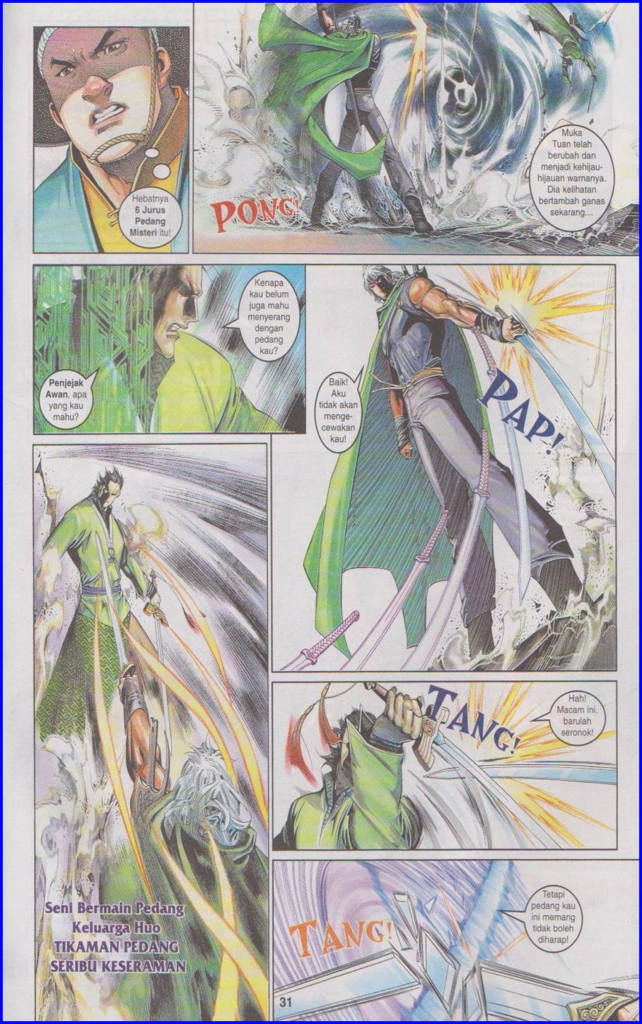 Hebatnya
6 Jurus
Pedang
Misteri itu!
PONG!
Muka
Tuan telah
berubah dan
menjadi kehijau-
hijauan warnanya.
Dia kelihatan
bertambah ganas
sekarang...
Penjejak
Awan, apa
yang kau
mahu?
Kenapa
kau belum
juga mahu
menyerang
dengan
pedang
kau?
Baik!
Aku
tidak akan
menge-
cewakan
kau!
PAP!
Seni Bermain Pedang
Keluarga Huo
TIKAMAN PEDANG
SERIBU KESERAMAN
TANG!
Hah!
Macam ini,
barulah
seronok!
TANG!
Tetapi
pedang kau
ini memang
tidak boleh
diharap!
31